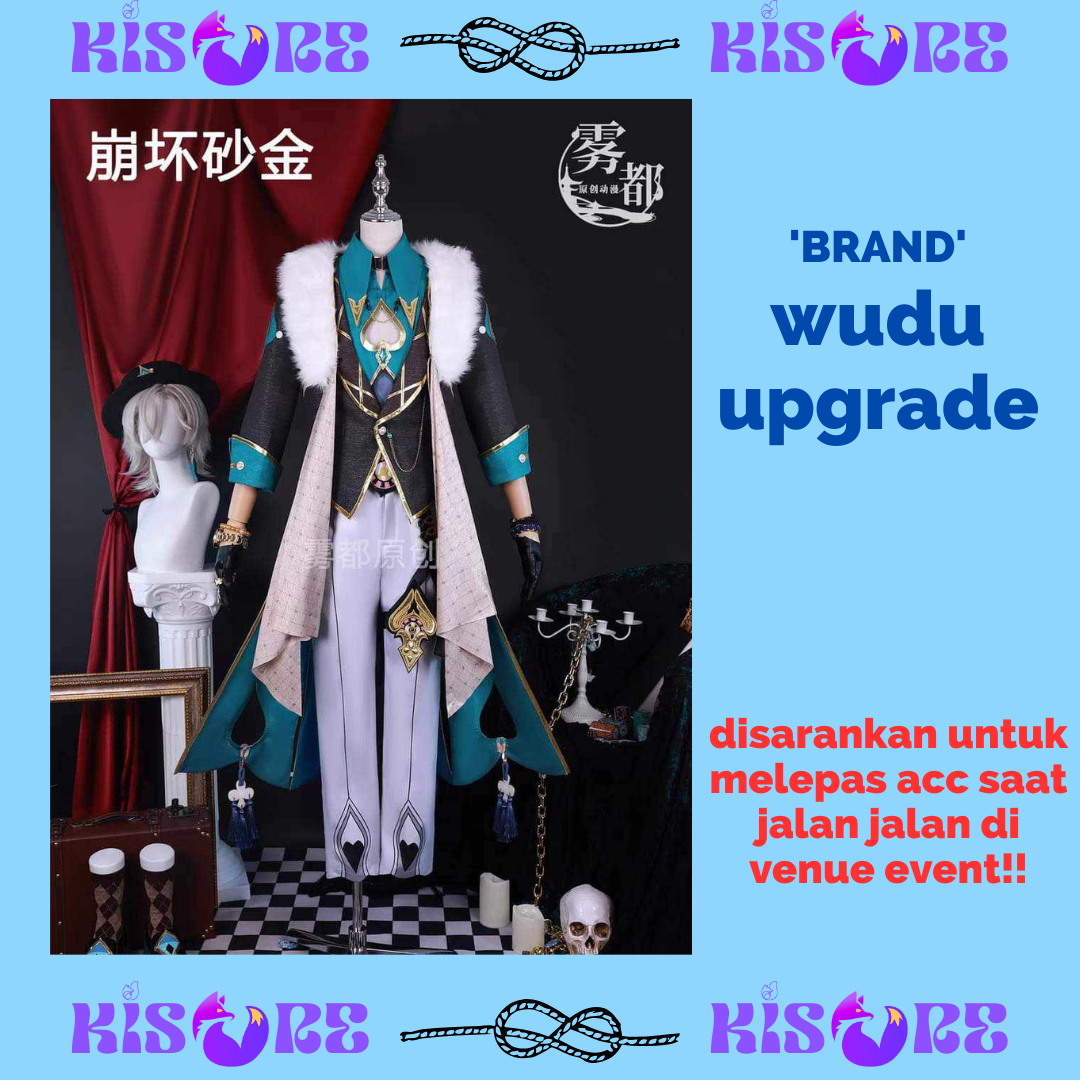 KiSORE KiSORE
崩坏砂金
雾都
原创动漫
'BRAND'
wudu
upgrade
雾都原创
disarankan untuk
melepas acc saat
jalan jalan di
venue event!!
KiSORE KiSORE